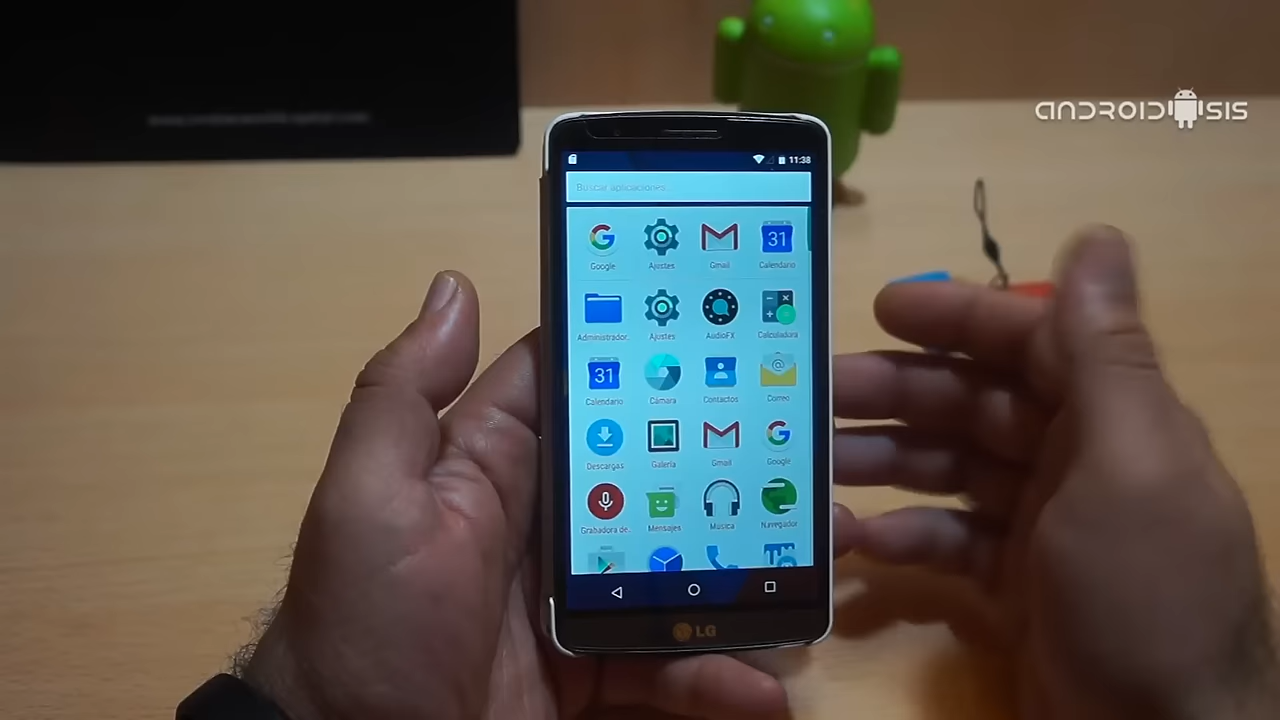 ANDROIDSIS
11:38
Buscar aplicaciones...
Google Ajustes Gmail Calendario
Administrador.. Ajustes AudioFX Calculadora
Calendario Cámara Contactos Correo
Descargas Galería Gmail Google
Grabadora de.. Mensajes Música Navegador
LG